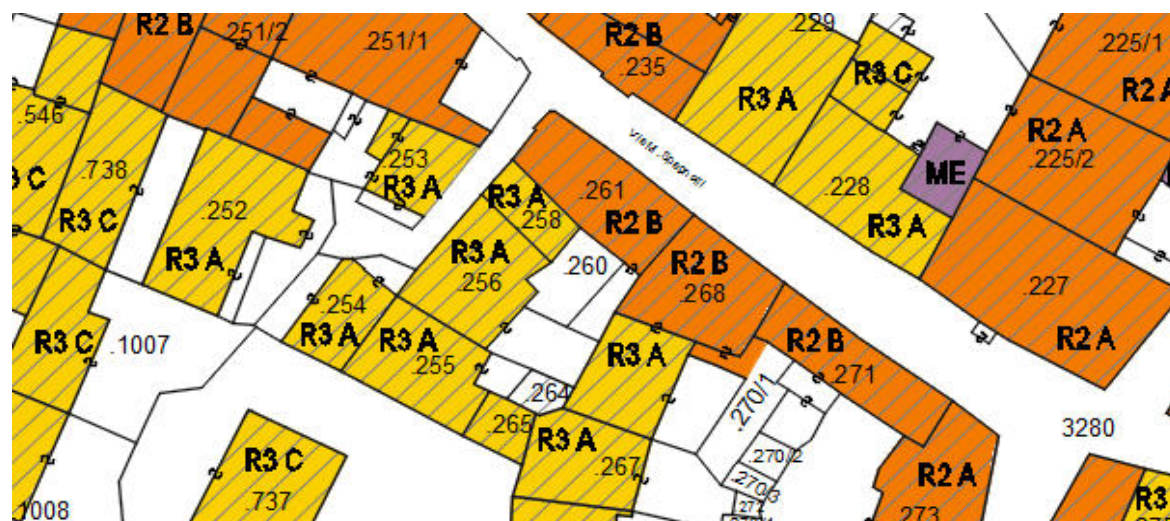 R2 B
.251/2
.251/1
R2 B
.235
.229
R3 A
R3 C
.225/1
R2 A
.546
.738
R3 C
R3 C
.252
R3 A
.253
R3 A
.261
R2 B
R3 A
.258
.228
R3 A
ME
R2 A
.225/2
.256
R3 A
.260
R2 B
.268
.227
R2 A
.254
R3 A
R3 A
.255
R3 C
.1007
R3 A
R2 B
.271
.264
.265
.270/1
R3 A
.267
.270/2
.270/3
3280
R3 C
.737
R2 A
.273
.1008
R3